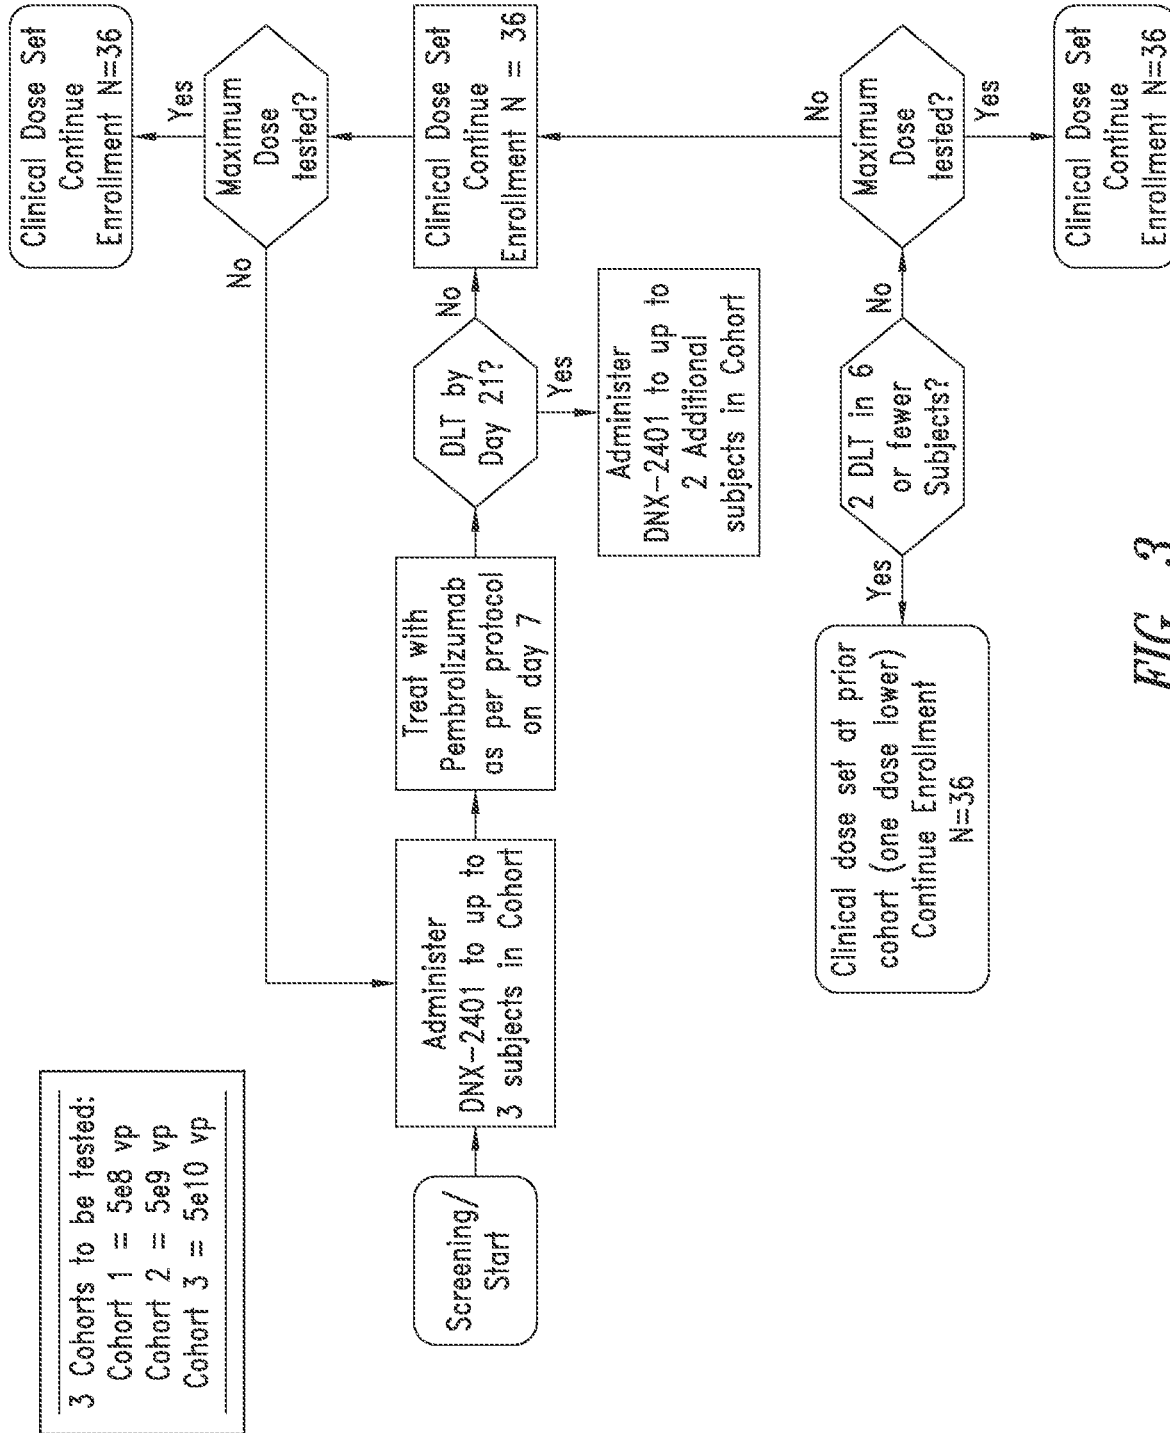 3 Cohorts to be tested:
Cohort 1 = 5e8 vp
Cohort 2 = 5e9 vp
Cohort 3 = 5e10 vp
Clinical Dose Set
Continue
Enrollment N=36
Yes
Maximum
Dose
tested?
No
Screening/
Start
Administer
DNX-2401 to up to
3 subjects in Cohort
Treat with
Pembrolizumab
as per protocol
on day 7
DLT by
Day 21?
No
Clinical Dose Set
Continue
Enrollment N = 36
Yes
Administer
DNX-2401 to up to
2 Additional
subjects in Cohort
No
Clinical dose set at prior
cohort (one dose lower)
Continue Enrollment
N=36
Yes
2 DLT in 6
or fewer
Subjects?
No
Maximum
Dose
tested?
Yes
Clinical Dose Set
Continue
Enrollment N=36
FIG. 3